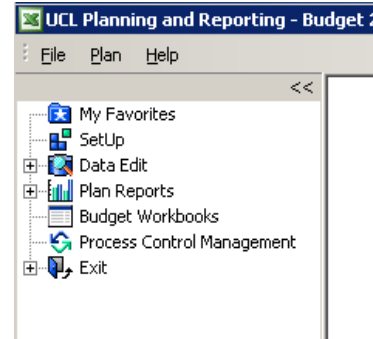 UCL Planning and Reporting - Budget
File Plan Help
<<
My Favorites
SetUp
Data Edit
Plan Reports
Budget Workbooks
Process Control Management
Exit